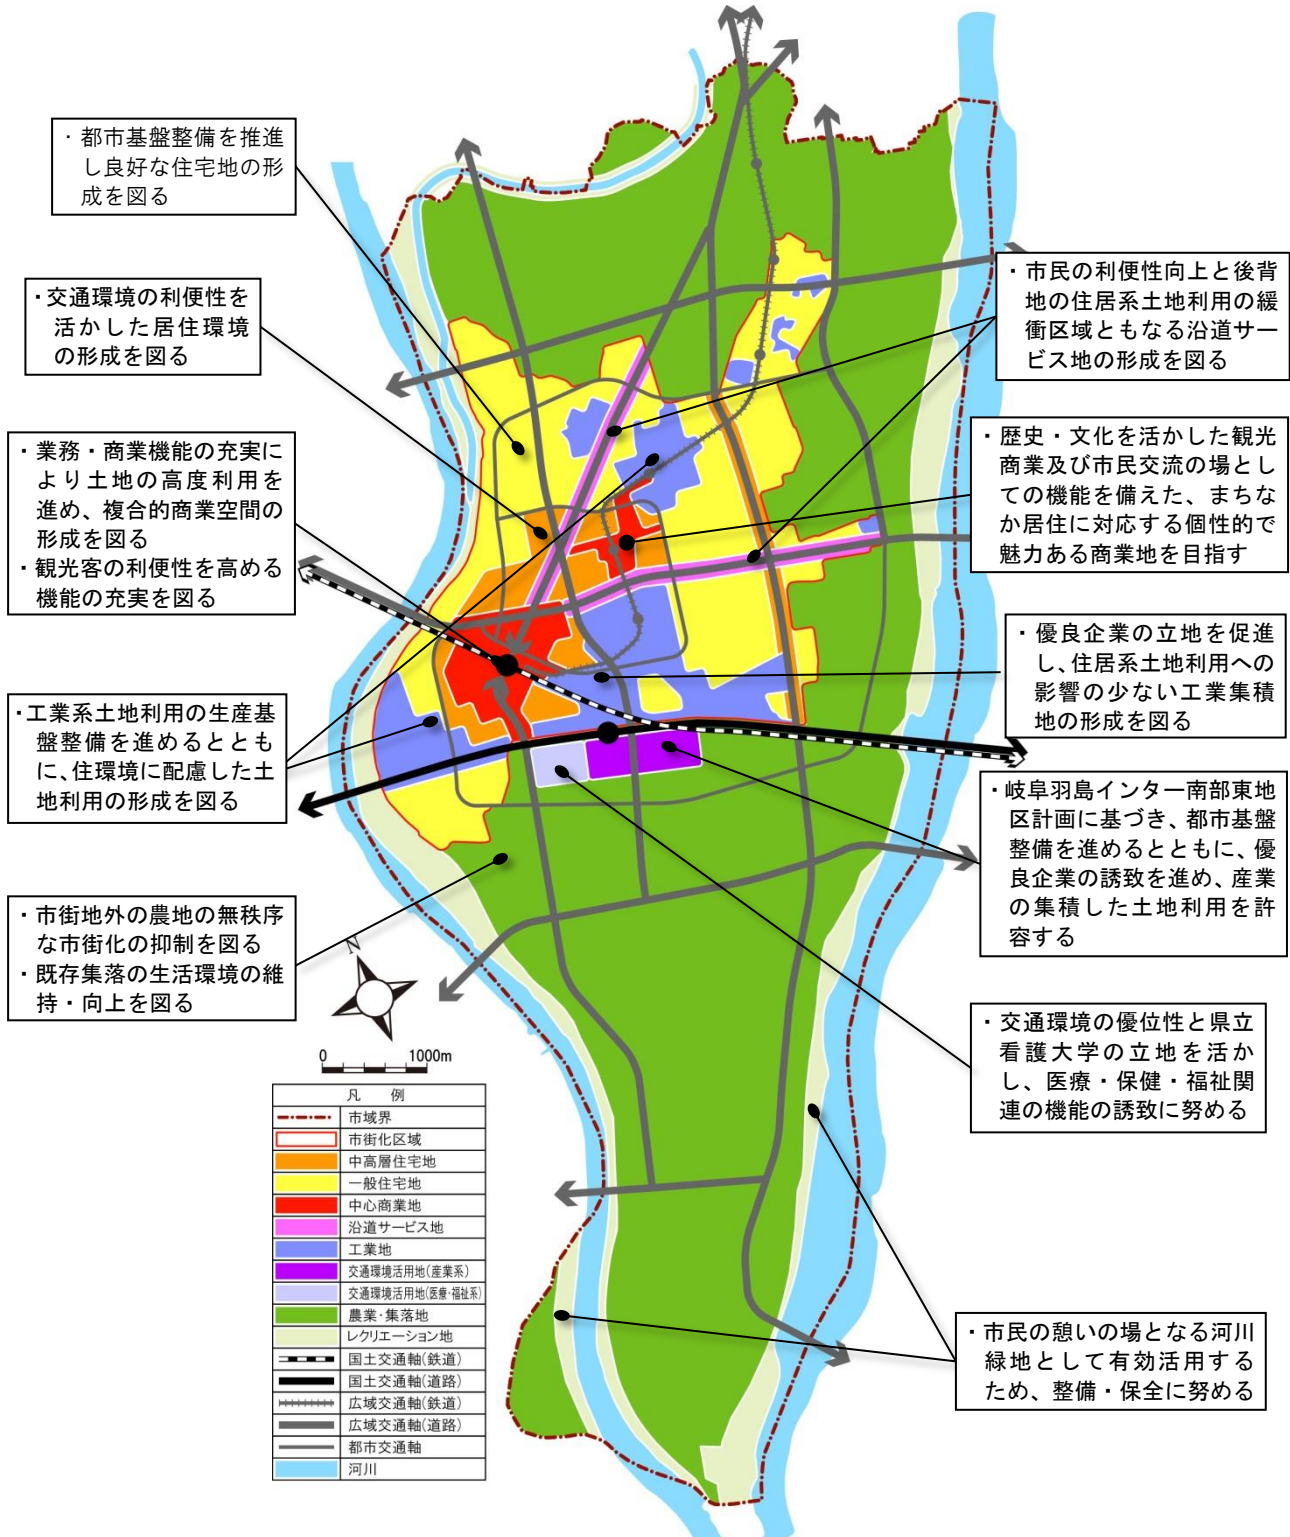 ・都市基盤整備を推進
し良好な住宅地の形
成を図る
・交通環境の利便性を
活かした居住環境
の形成を図る
・業務・商業機能の充実に
より土地の高度利用を
進め、複合的商業空間の
形成を図る
・観光客の利便性を高める
機能の充実を図る
・工業系土地利用の生産基
盤整備を進めるととも
に、住環境に配慮した土
地利用の形成を図る
・市街地外の農地の無秩序
な市街化の抑制を図る
・既存集落の生活環境の維
持・向上を図る
・市民の利便性向上と後背
地の住居系土地利用の緩
衝区域ともなる沿道サー
ビス地の形成を図る
・歴史・文化を活かした観光
商業及び市民交流の場とし
ての機能を備えた、まちな
か居住に対応する個性的で
魅力ある商業地を目指す
・優良企業の立地を促進
し、住居系土地利用への
影響の少ない工業集積
地の形成を図る
・岐阜羽島インター南部東地
区計画に基づき、都市基盤
整備を進めるとともに、優
良企業の誘致を進め、産業
の集積した土地利用を許
容する
・交通環境の優位性と県立
看護大学の立地を活か
し、医療・保健・福祉関
連の機能の誘致に努める
・市民の憩いの場となる河川
緑地として有効活用する
ため、整備・保全に努める
N
0 1000m
凡 例
市域界
市街化区域
中高層住宅地
一般住宅地
中心商業地
沿道サービス地
工業地
交通環境活用地(産業系)
交通環境活用地(医療・福祉系)
農業・集落地
レクリエーション地
国土交通軸(鉄道)
国土交通軸(道路)
広域交通軸(鉄道)
広域交通軸(道路)
都市交通軸
河川